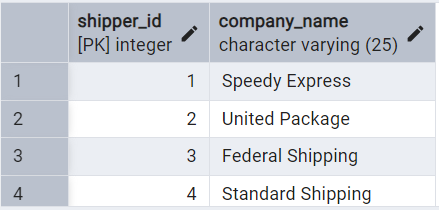 shipper_id company_name
[PK] integer character varying (25)
1 1 Speedy Express
2 2 United Package
3 3 Federal Shipping
4 4 Standard Shipping